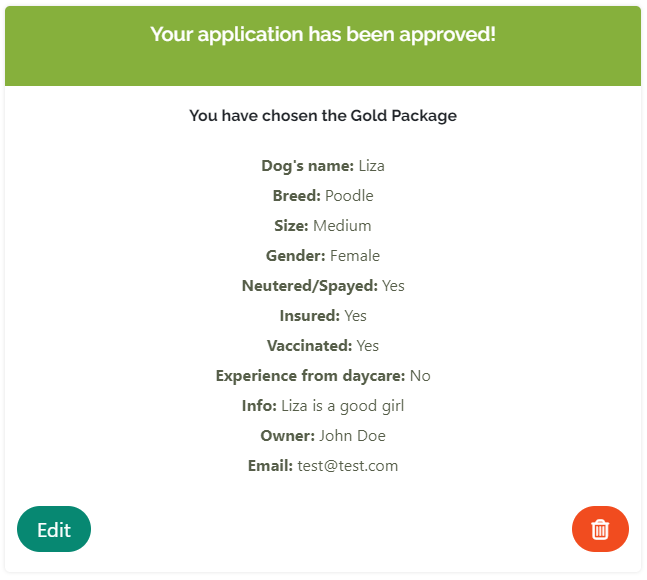 Your application has been approved!
You have chosen the Gold Package
Dog's name: Liza
Breed: Poodle
Size: Medium
Gender: Female
Neutered/Spayed: Yes
Insured: Yes
Vaccinated: Yes
Experience from daycare: No
Info: Liza is a good girl
Owner: John Doe
Email: test@test.com
Edit